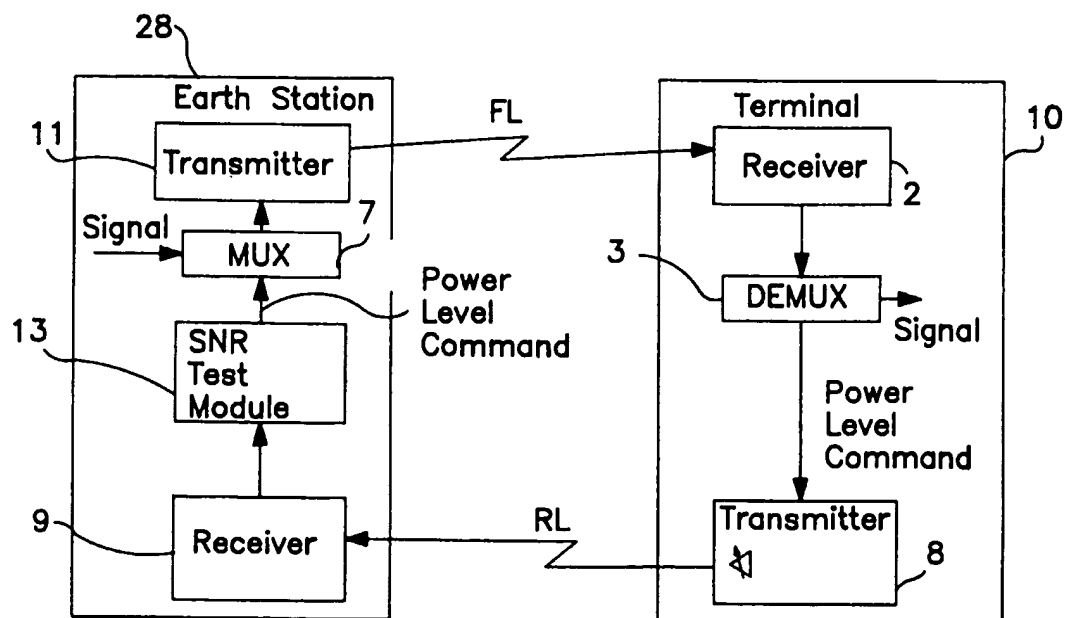 28
Earth Station
11
Transmitter
Signal
MUX
7
Power
Level
Command
13
SNR
Test
Module
9
Receiver
FL
RL
Terminal
10
Receiver
2
3
DEMUX
Signal
Power
Level
Command
Transmitter
8